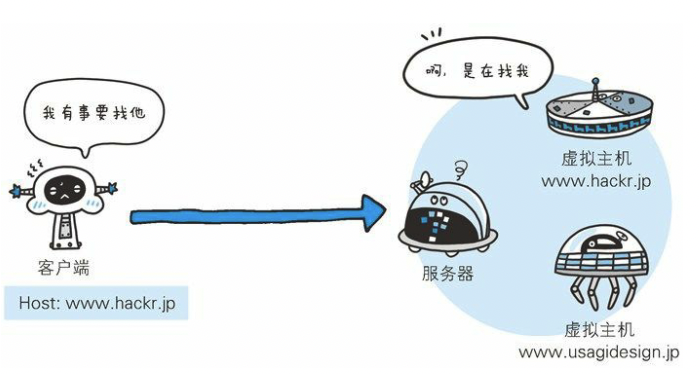 我有事要找他
啊，是在找我
虚拟主机
www.hackr.jp
客户端
服务器
Host: www.hackr.jp
虚拟主机
www.usagidesign.jp